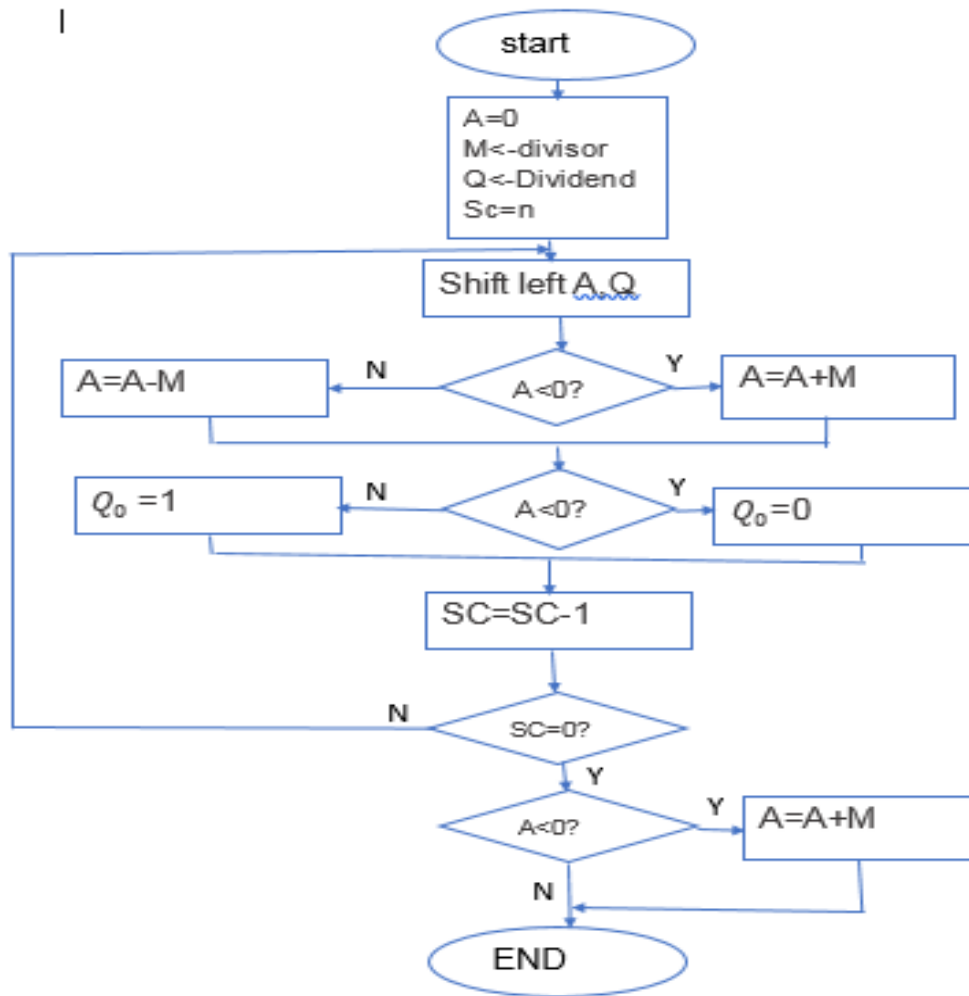 |
start
A=0
M<-divisor
Q<-Dividend
Sc=n
Shift left A,Q
N
Y
A=A-M
A<0?
A=A+M
N
Y
Q₀ =1
A<0?
Q₀=0
SC=SC-1
N
SC=0?
Y
A<0?
Y
A=A+M
N
END